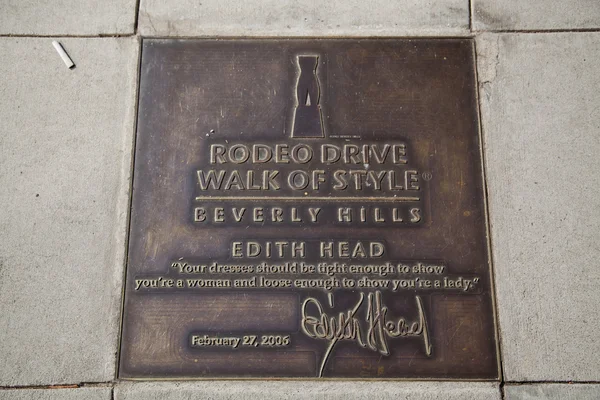 RODEO DRIVE
WALK OF STYLE®
BEVERLY HILLS
EDITH HEAD
"Your dresses should be tight enough to show
you're a woman and loose enough to show you're a lady."
Edith Head
February 27, 2006